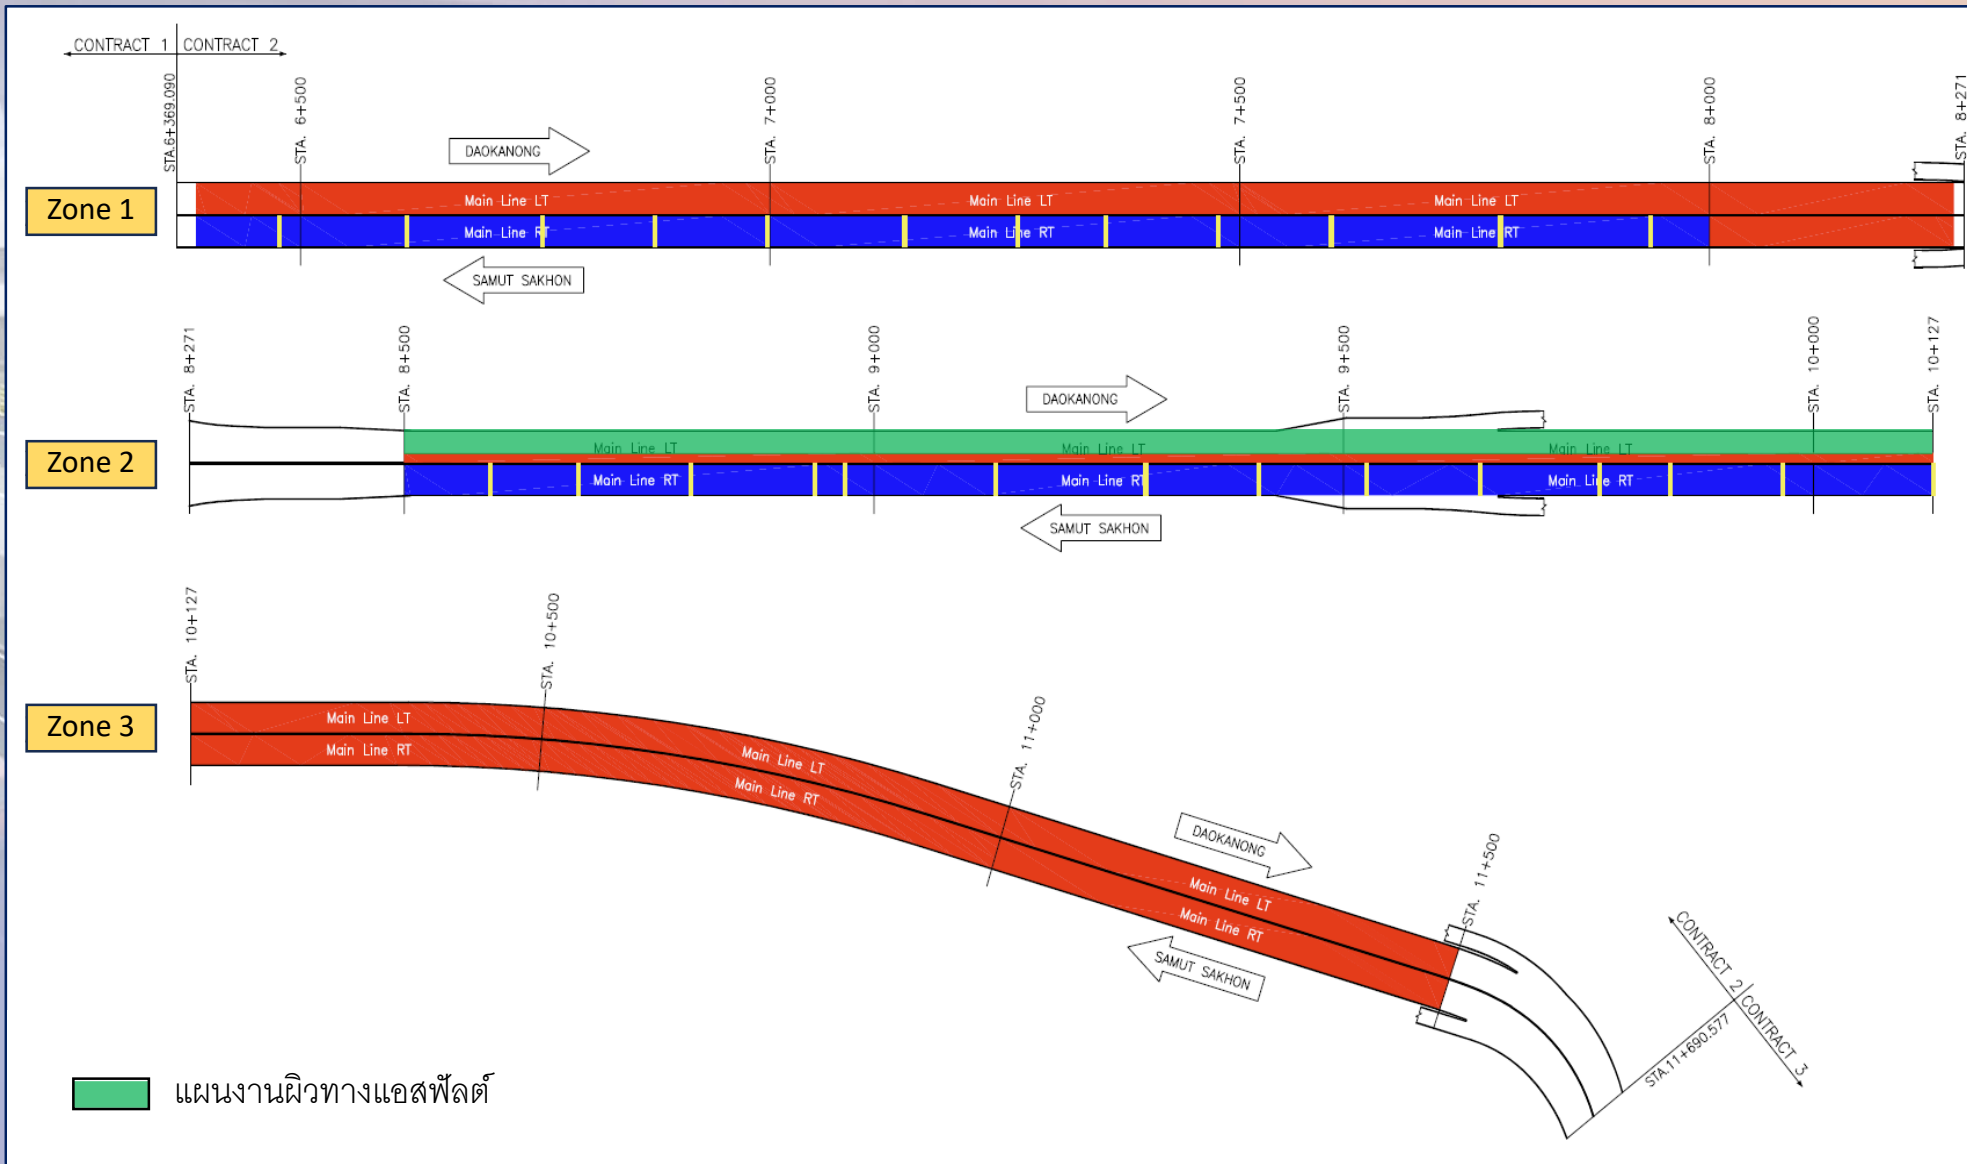 CONTRACT 1 CONTRACT 2
STA.6+369.090
STA. 6+500
STA. 7+000
STA. 7+500
STA. 8+000
STA. 8+271
DAOKANONG
Zone 1
Main Line LT
Main Line LT
Main Line LT
Main Line RT
Main Line RT
Main Line RT
SAMUT SAKHON
STA. 8+271
STA. 8+500
STA. 9+000
STA. 9+500
STA. 10+000
STA. 10+127
DAOKANONG
Zone 2
Main Line LT
Main Line LT
Main Line LT
Main Line RT
Main Line RT
Main Line RT
SAMUT SAKHON
STA. 10+127
STA. 10+500
STA. 11+000
STA. 11+500
Zone 3
Main Line LT
Main Line RT
Main Line LT
Main Line RT
DAOKANONG
Main Line LT
Main Line RT
SAMUT SAKHON
CONTRACT 2
CONTRACT 3
STA.11+690.577
แผนงานผิวทางแอสฟัลต์